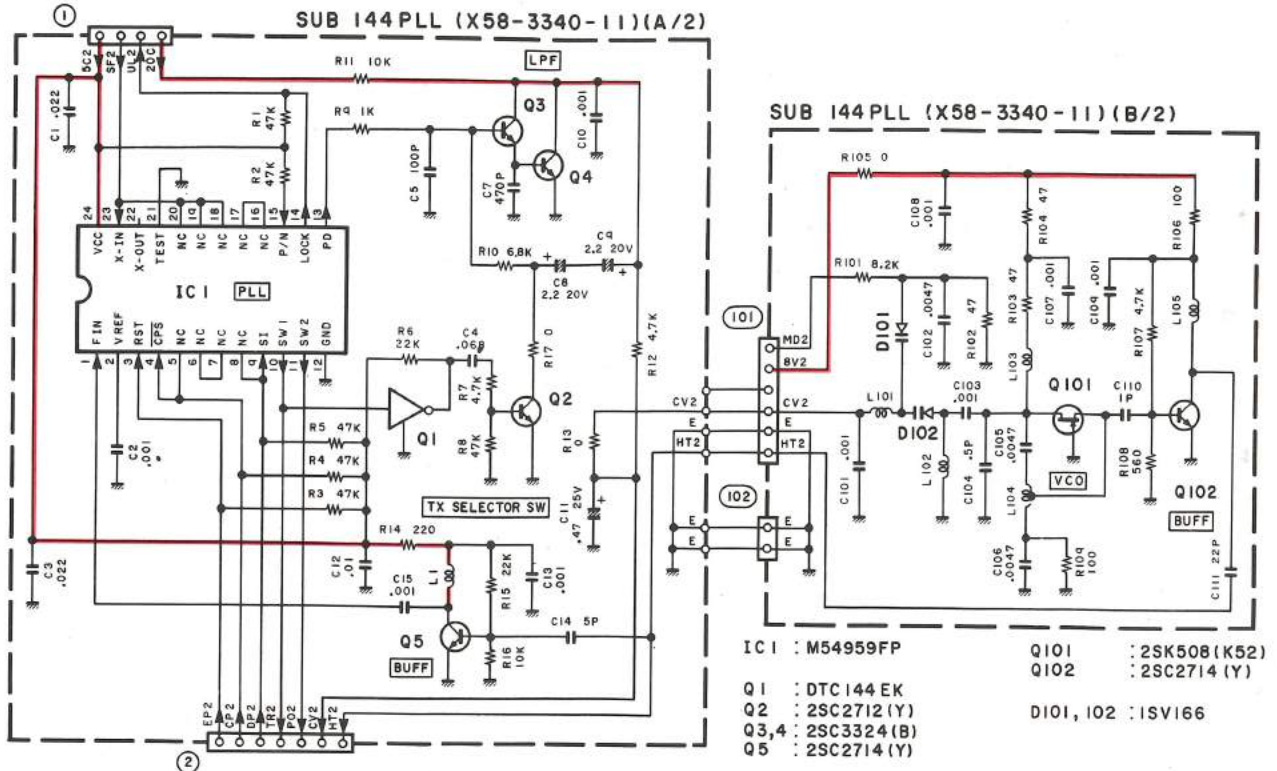 SUB 144PLL (X58-3340-11)(A/2)
①
5C2
SF2
UL2
20C
C1 .022
R11 10K
LPF
R1 47K
R2 47K
R9 1K
C5 100P
Q3
C7 470P
Q4
C10 .001
24 23 22 21 20 19 18 17 16 15 14 13
VCC
X-IN
X-OUT
TEST
NC
NC
NC
NC
NC
P/N
LOCK
PD
IC1 PLL
FIN
VREF
RST
CPS
NC
NC
NC
NC
SI
SW1
SW2
GND
1 2 3 4 5 6 7 8 9 10 11 12
R10 6.8K
C8
2.2 20V
+
C9
2.2 20V
+
R6
22K
C4
.068
R7
4.7K
R17 0
R12 4.7K
Q1
R8
47K
Q2
C2
.001
R5 47K
R4 47K
R3 47K
TX SELECTOR SW
R13
0
C11
.47 25V
+
CV2
E
HT2
E
E
C3
.022
R14 220
C12
.01
C15
.001
L1
R15 22K
C13
.001
Q5
BUFF
R16
10K
C14 5P
EP2
CP2
DP2
TR2
PO2
CV2
HT2
②
SUB 144PLL (X58-3340-11)(B/2)
R105 0
C108
.001
R104 47
R106 100
R101 8.2K
101
MD2
8V2
CV2
E
HT2
102
E
E
D101
C102
.0047
R102 47
R103 47
C107 .001
C109 .001
R107 4.7K
L105
L103
L101
D102
C103
.001
Q101
C110
1P
C101 .001
L102
C104 .5P
C105
.0047
L104
VCO
R108
560
Q102
BUFF
C106
.0047
R109
100
C111 22P
IC1 : M54959FP
Q1 : DTC144EK
Q2 : 2SC2712(Y)
Q3,4 : 2SC3324(B)
Q5 : 2SC2714(Y)
Q101 : 2SK508(K52)
Q102 : 2SC2714(Y)
D101, 102 : 1SV166